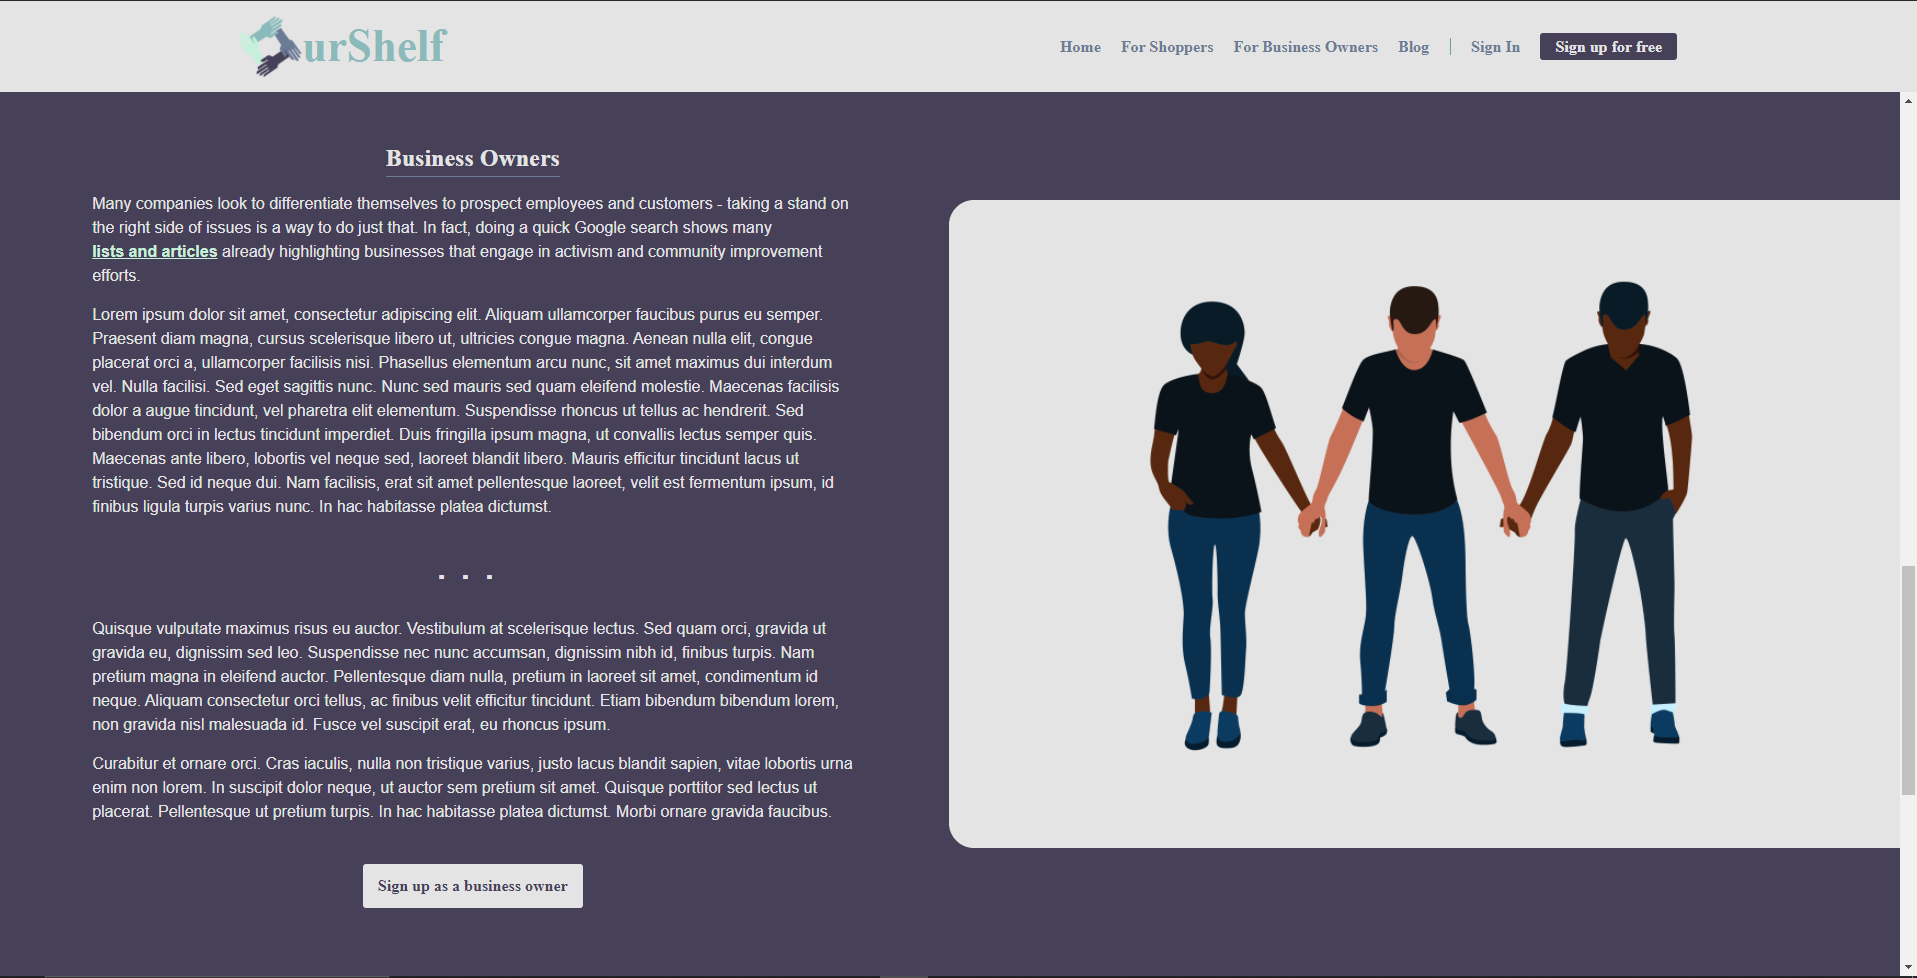 urShelf
Home For Shoppers For Business Owners Blog Sign In Sign up for free
Business Owners
Many companies look to differentiate themselves to prospect employees and customers - taking a stand on
the right side of issues is a way to do just that. In fact, doing a quick Google search shows many
lists and articles already highlighting businesses that engage in activism and community improvement
efforts.
Lorem ipsum dolor sit amet, consectetur adipiscing elit. Aliquam ullamcorper faucibus purus eu semper.
Praesent diam magna, cursus scelerisque libero ut, ultricies congue magna. Aenean nulla elit, congue
placerat orci a, ullamcorper facilisis nisi. Phasellus elementum arcu nunc, sit amet maximus dui interdum
vel. Nulla facilisi. Sed eget sagittis nunc. Nunc sed mauris sed quam eleifend molestie. Maecenas facilisis
dolor a augue tincidunt, vel pharetra elit elementum. Suspendisse rhoncus ut tellus ac hendrerit. Sed
bibendum orci in lectus tincidunt imperdiet. Duis fringilla ipsum magna, ut convallis lectus semper quis.
Maecenas ante libero, lobortis vel neque sed, laoreet blandit libero. Mauris efficitur tincidunt lacus ut
tristique. Sed id neque dui. Nam facilisis, erat sit amet pellentesque laoreet, velit est fermentum ipsum, id
finibus ligula turpis varius nunc. In hac habitasse platea dictumst.
. . .
Quisque vulputate maximus risus eu auctor. Vestibulum at scelerisque lectus. Sed quam orci, gravida ut
gravida eu, dignissim sed leo. Suspendisse nec nunc accumsan, dignissim nibh id, finibus turpis. Nam
pretium magna in eleifend auctor. Pellentesque diam nulla, pretium in laoreet sit amet, condimentum id
neque. Aliquam consectetur orci tellus, ac finibus velit efficitur tincidunt. Etiam bibendum bibendum lorem,
non gravida nisl malesuada id. Fusce vel suscipit erat, eu rhoncus ipsum.
Curabitur et ornare orci. Cras iaculis, nulla non tristique varius, justo lacus blandit sapien, vitae lobortis urna
enim non lorem. In suscipit dolor neque, ut auctor sem pretium sit amet. Quisque porttitor sed lectus ut
placerat. Pellentesque ut pretium turpis. In hac habitasse platea dictumst. Morbi ornare gravida faucibus.
Sign up as a business owner